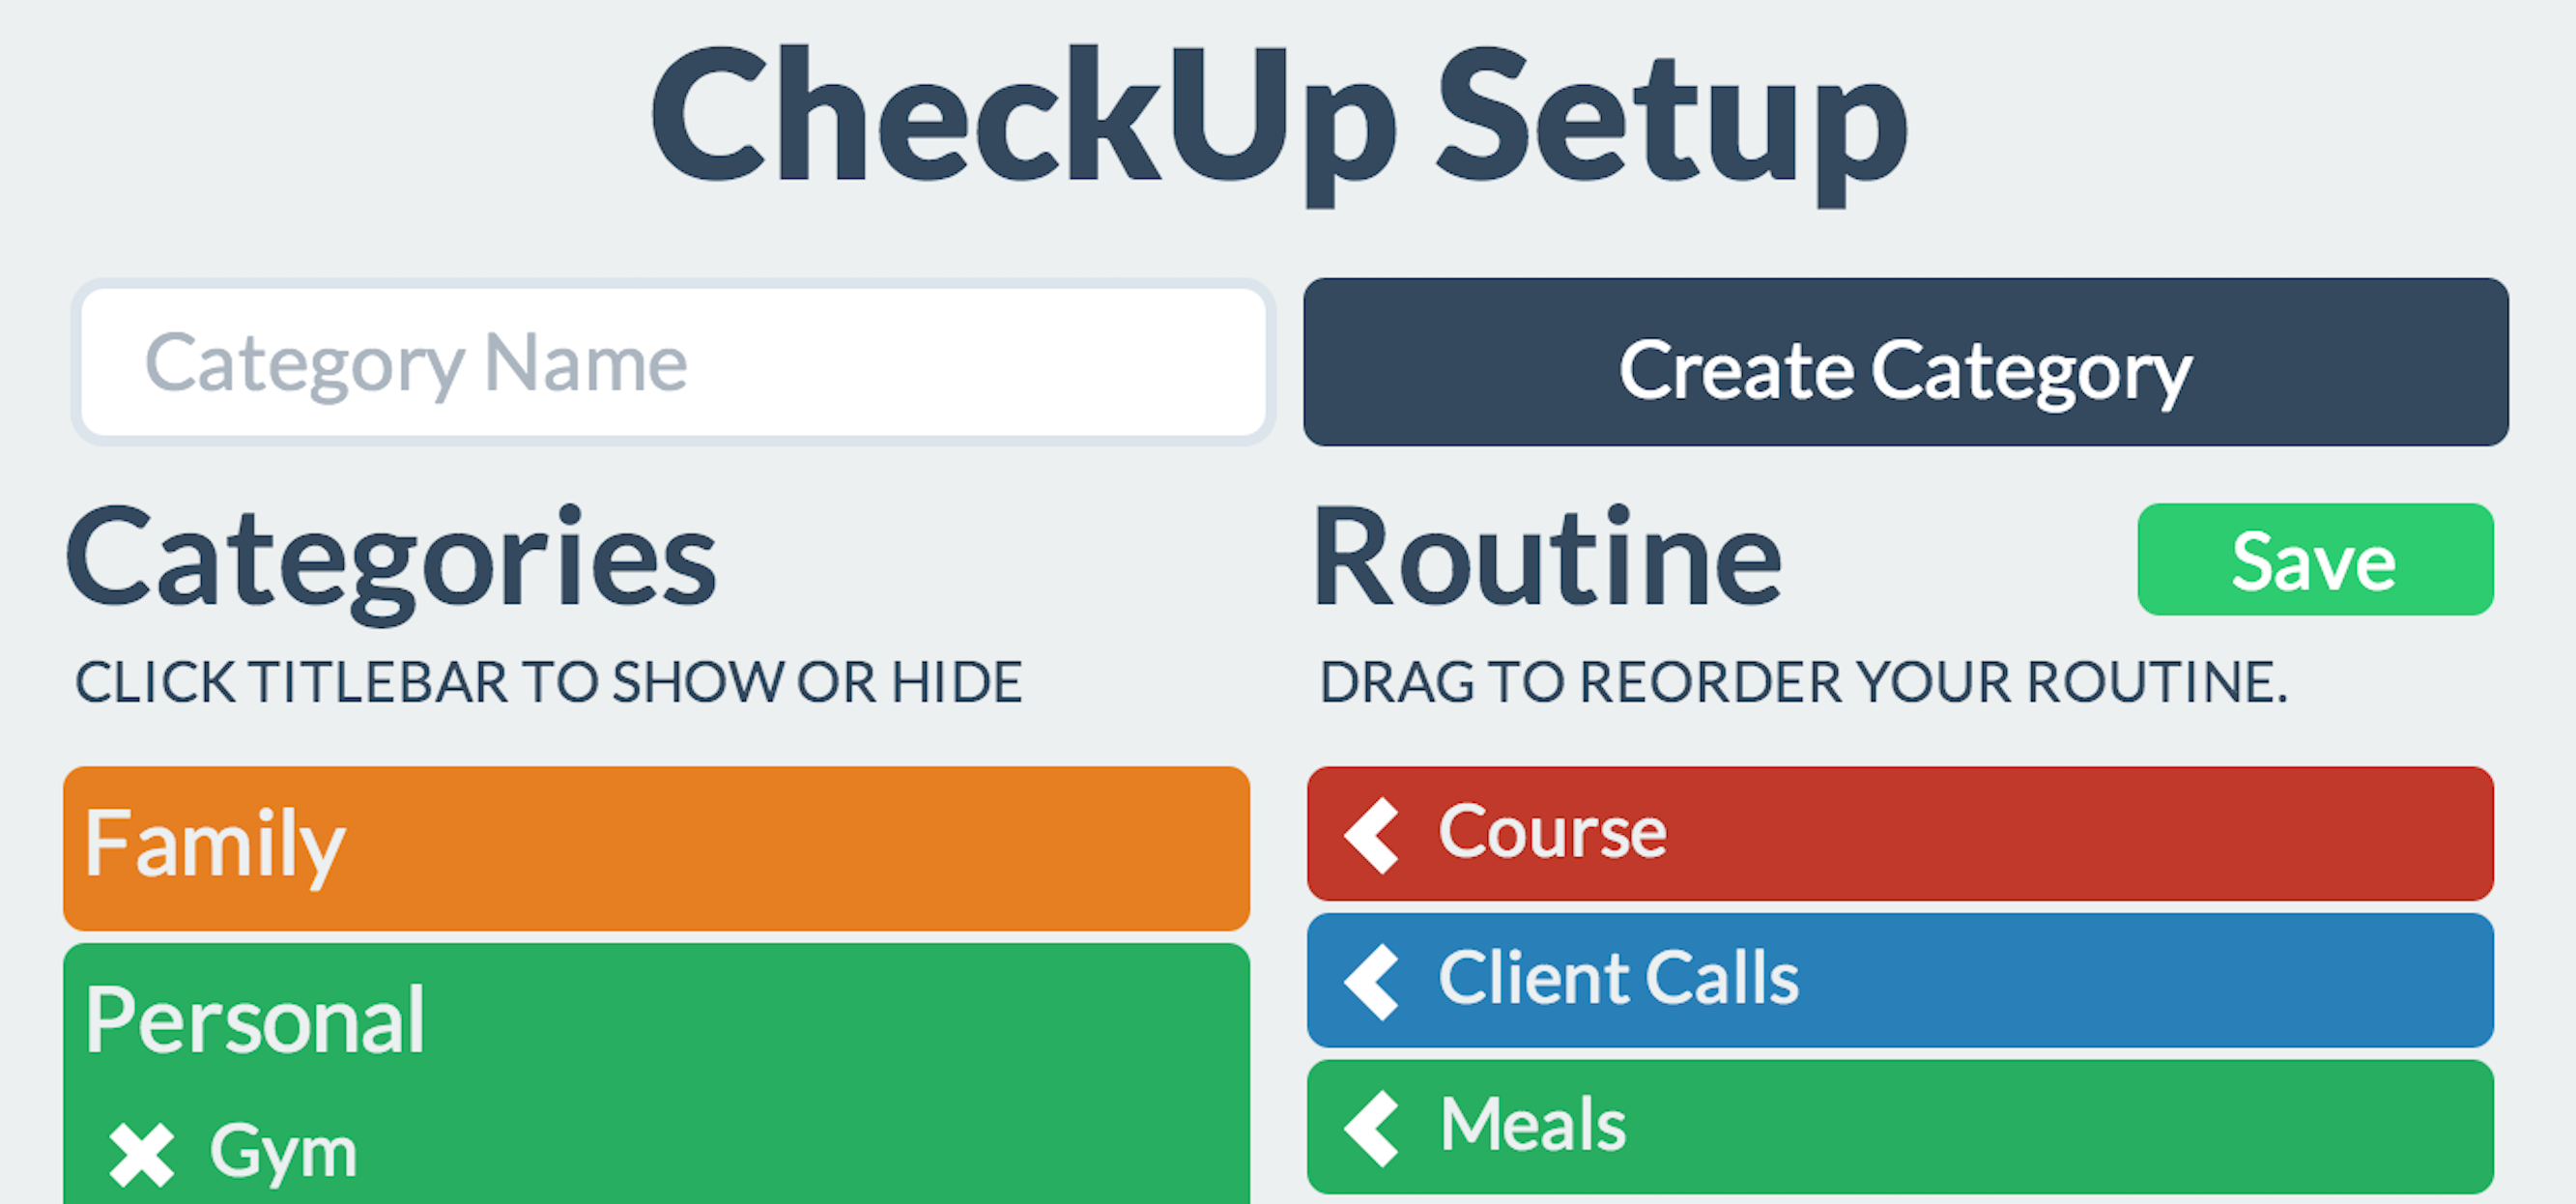 CheckUp Setup
Category Name
Create Category
Categories
CLICK TITLEBAR TO SHOW OR HIDE
Family
Personal
Gym
Routine
Save
DRAG TO REORDER YOUR ROUTINE.
Course
Client Calls
Meals